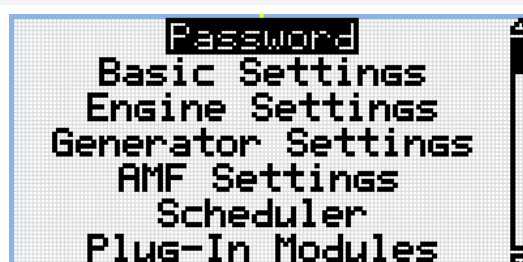 Password
Basic Settings
Engine Settings
Generator Settings
AMF Settings
Scheduler
Plug-In Modules